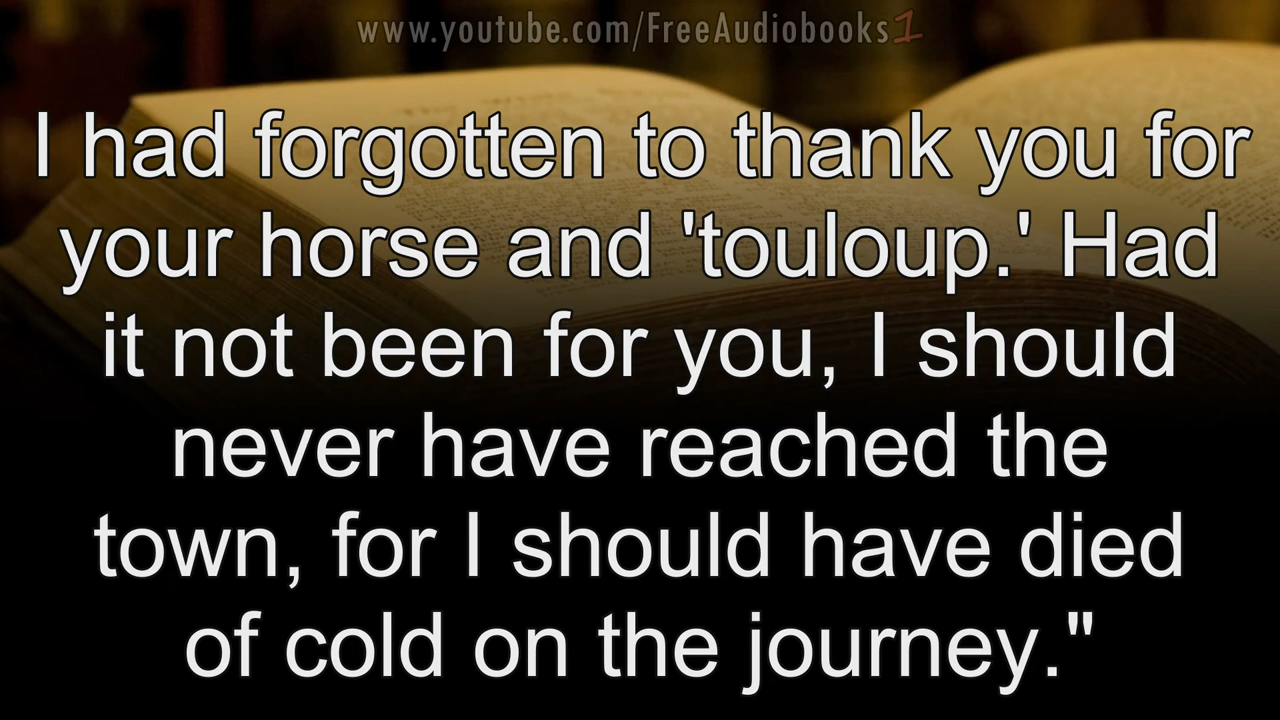 www.youtube.com/FreeAudiobooks1
I had forgotten to thank you for
your horse and 'touloup.' Had
it not been for you, I should
never have reached the
town, for I should have died
of cold on the journey."